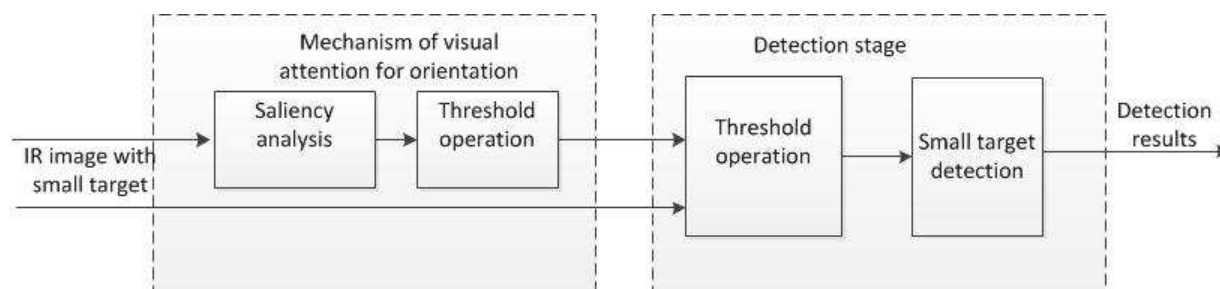 Mechanism of visual
attention for orientation
Saliency
analysis
Threshold
operation
IR image with
small target
Detection stage
Threshold
operation
Small target
detection
Detection
results